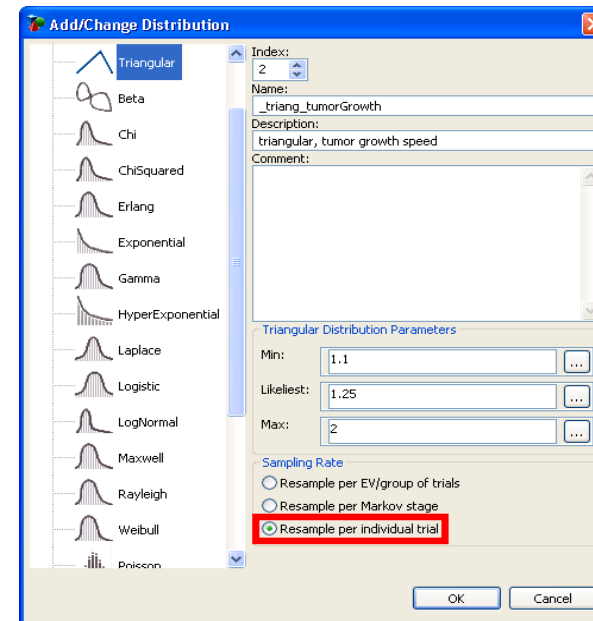 Add/Change Distribution
Triangular
Beta
Chi
ChiSquared
Erlang
Exponential
Gamma
HyperExponential
Laplace
Logistic
LogNormal
Maxwell
Rayleigh
Weibull
Poisson
Index:
2
Name:
_triang_tumorGrowth
Description:
triangular, tumor growth speed
Comment:
Triangular Distribution Parameters
Min: 1.1 ...
Likeliest: 1.25 ...
Max: 2 ...
Sampling Rate
Resample per EV/group of trials
Resample per Markov stage
Resample per individual trial
OK Cancel